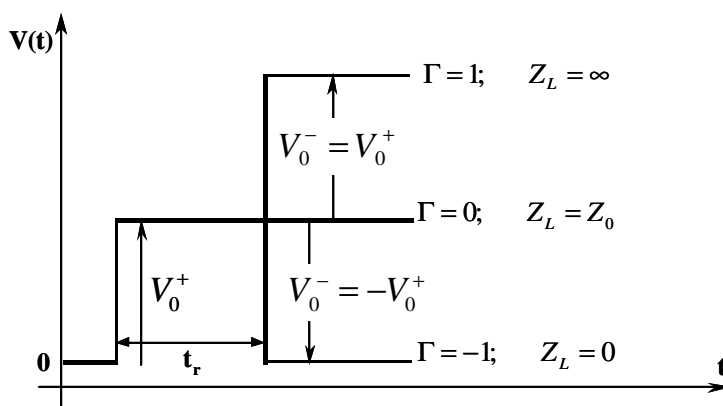 V(t)
Γ = 1; Z_L = ∞
V_0^- = V_0^+
Γ = 0; Z_L = Z_0
V_0^+
V_0^- = −V_0^+
0
t_r
Γ = −1; Z_L = 0
t